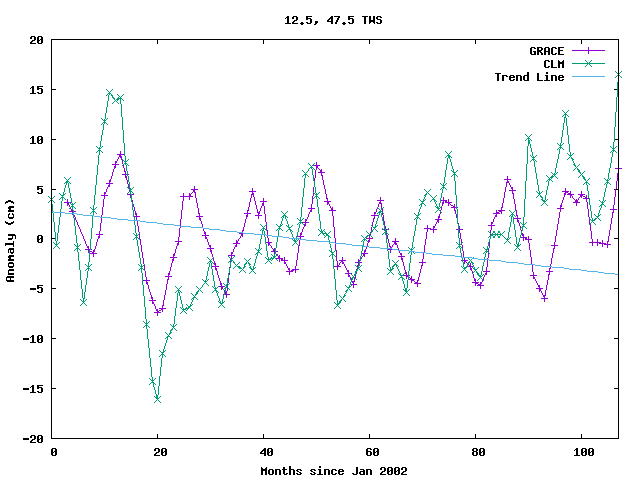 12.5, 47.5 TWS
GRACE
CLM
Trend Line
20
15
10
5
0
-5
-10
-15
-20
Anomaly (cm)
0 20 40 60 80 100
Months since Jan 2002